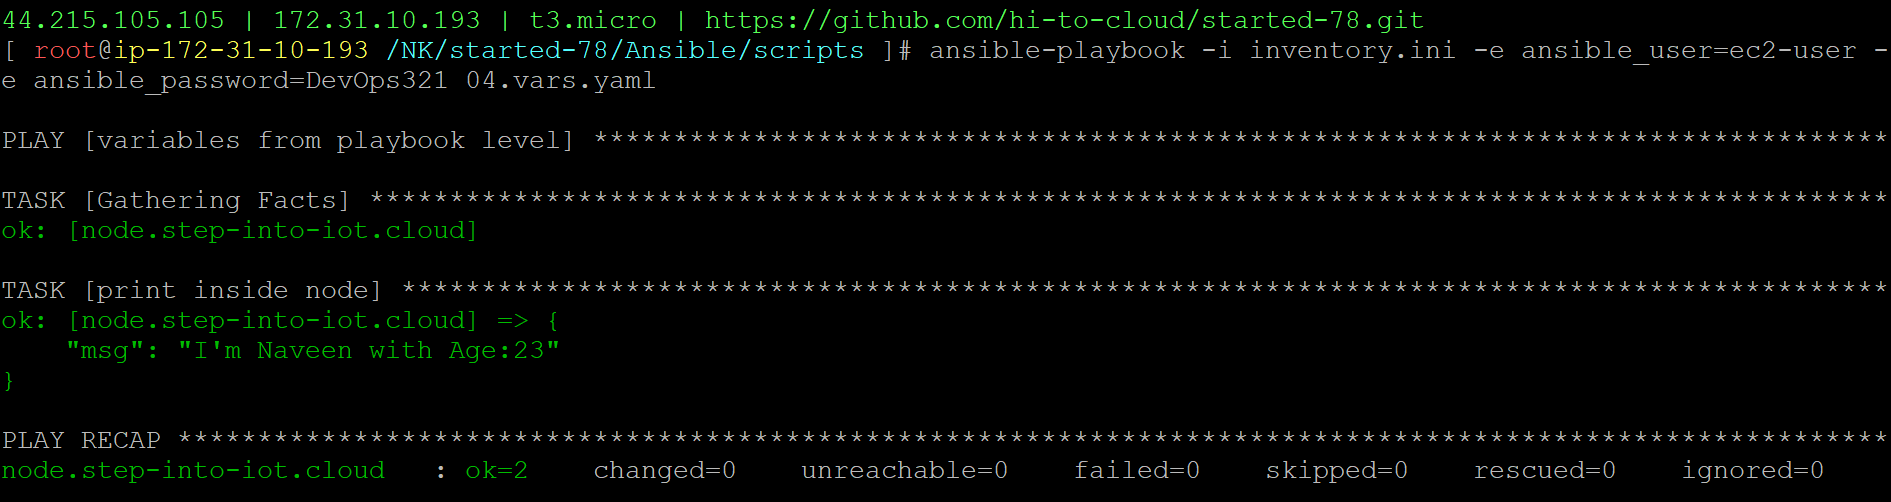 44.215.105.105 | 172.31.10.193 | t3.micro | https://github.com/hi-to-cloud/started-78.git
[ root@ip-172-31-10-193 /NK/started-78/Ansible/scripts ]# ansible-playbook -i inventory.ini -e ansible_user=ec2-user -
e ansible_password=DevOps321 04.vars.yaml
PLAY [variables from playbook level] *********************************************************************************
TASK [Gathering Facts] ***********************************************************************************************
ok: [node.step-into-iot.cloud]
TASK [print inside node] *********************************************************************************************
ok: [node.step-into-iot.cloud] => {
    "msg": "I'm Naveen with Age:23"
}
PLAY RECAP ***********************************************************************************************************
node.step-into-iot.cloud   : ok=2    changed=0    unreachable=0    failed=0    skipped=0    rescued=0    ignored=0